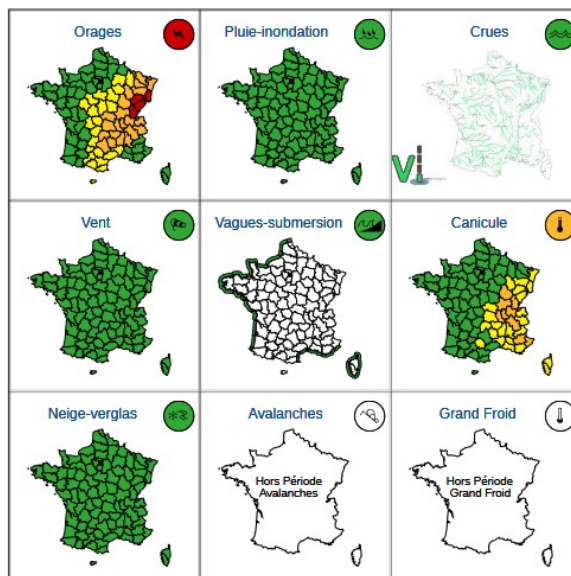 Orages
Pluie-inondation
Crues
V
Vent
Vagues-submersion
Canicule
Neige-verglas
Avalanches
Grand Froid
Hors Période
Avalanches
Hors Période
Grand Froid